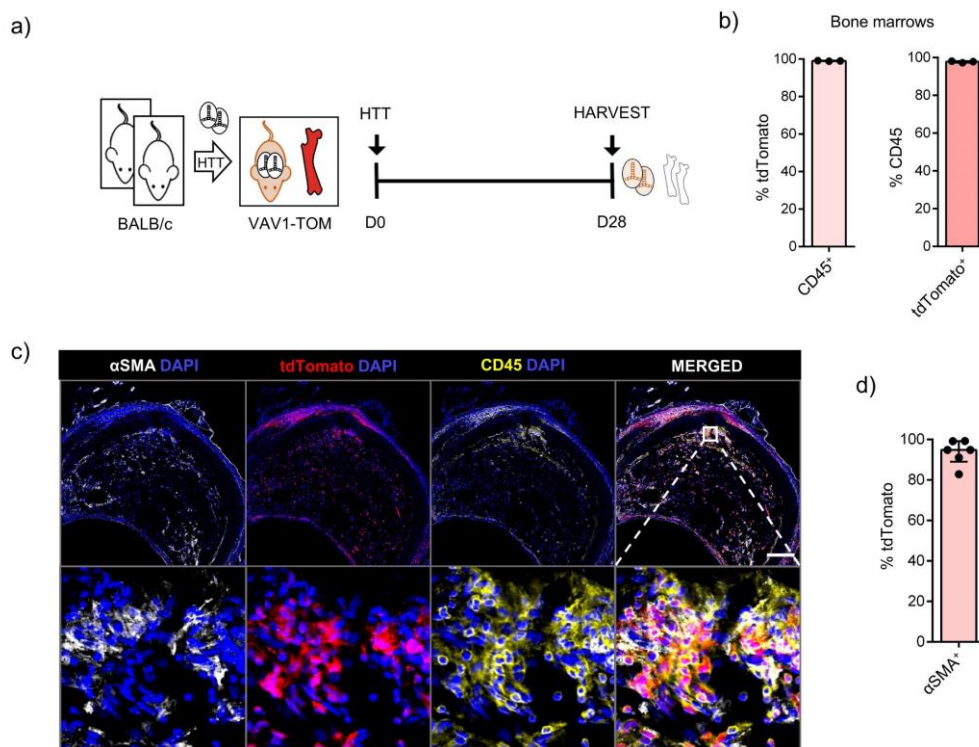 a)
HTT
BALB/c
VAV1-TOM
HTT
D0
HARVEST
D28
b)
Bone marrows
% tdTomato
100
80
60
40
20
0
CD45⁺
% CD45
100
80
60
40
20
0
tdTomato⁺
c)
αSMA DAPI
tdTomato DAPI
CD45 DAPI
MERGED
d)
% tdTomato
100
80
60
40
20
0
αSMA⁺